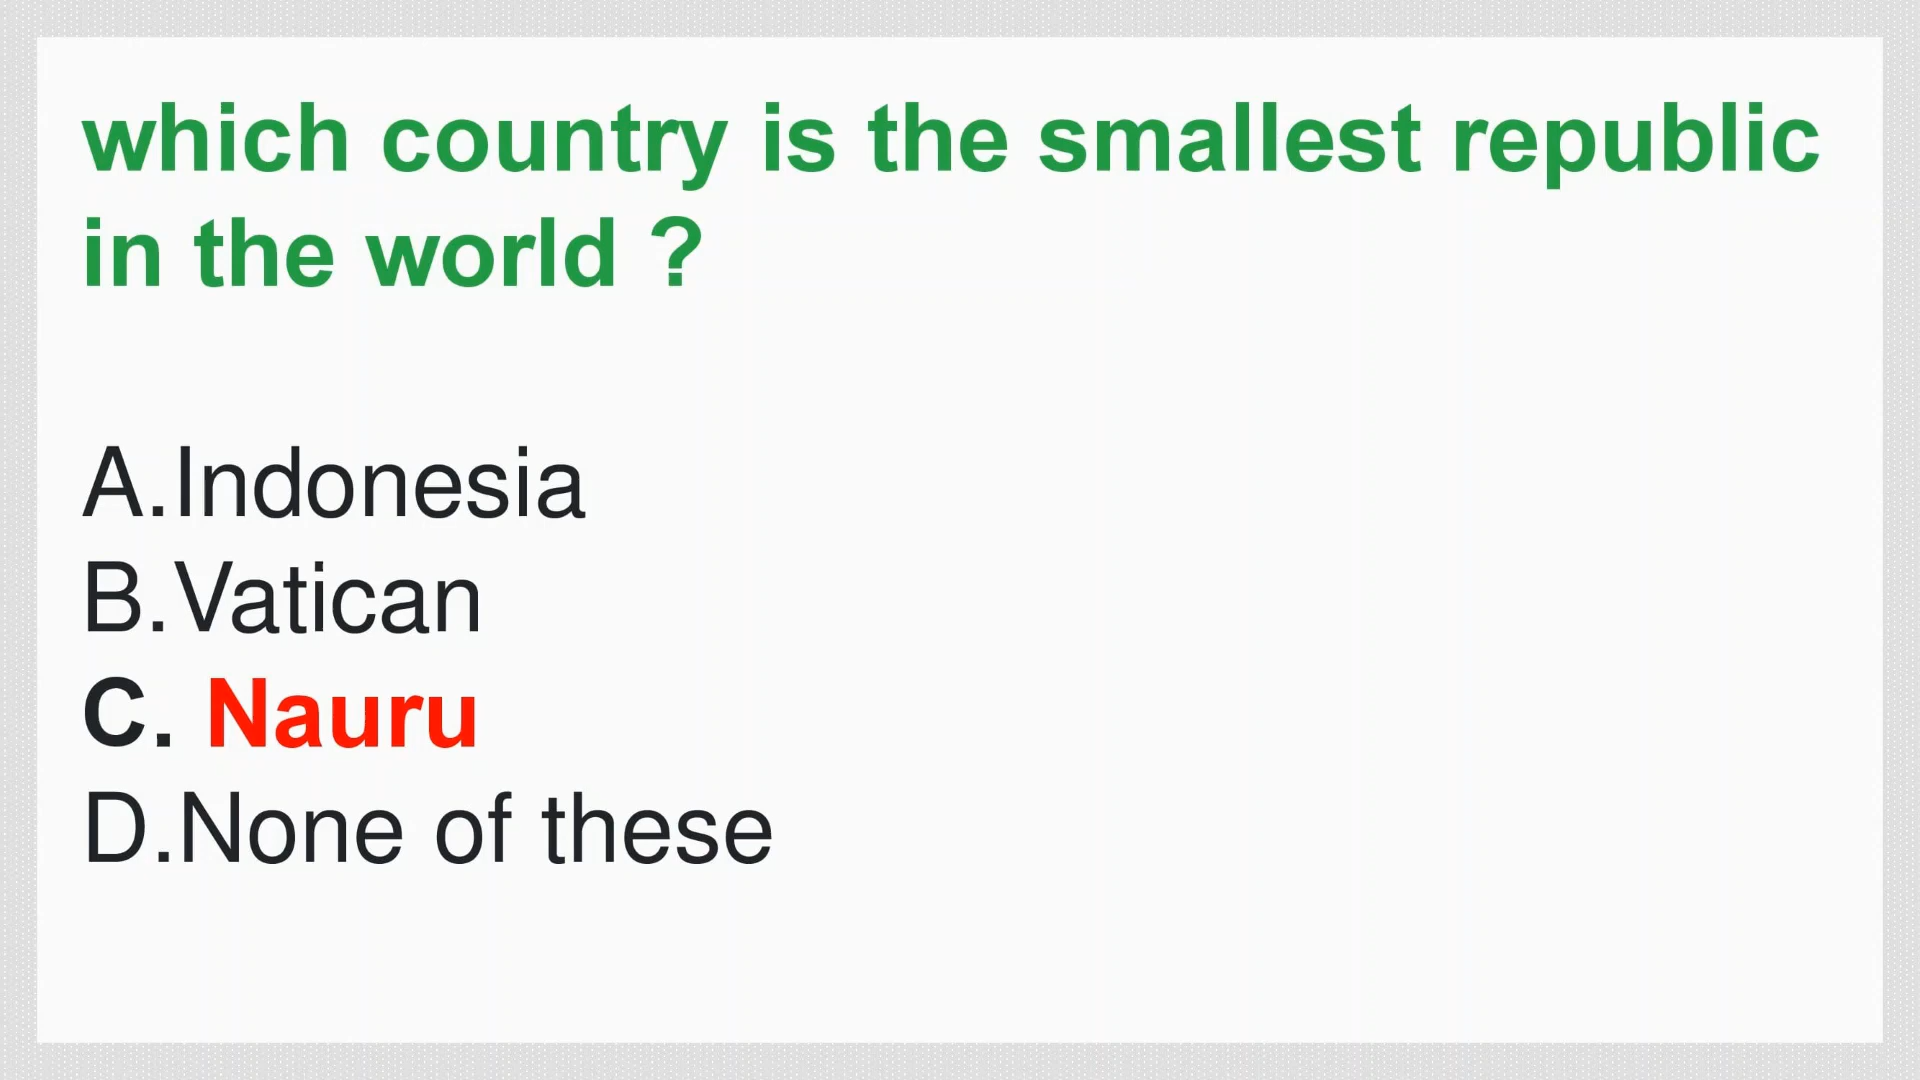 which country is the smallest republic
in the world ?
A.Indonesia
B.Vatican
C. Nauru
D.None of these